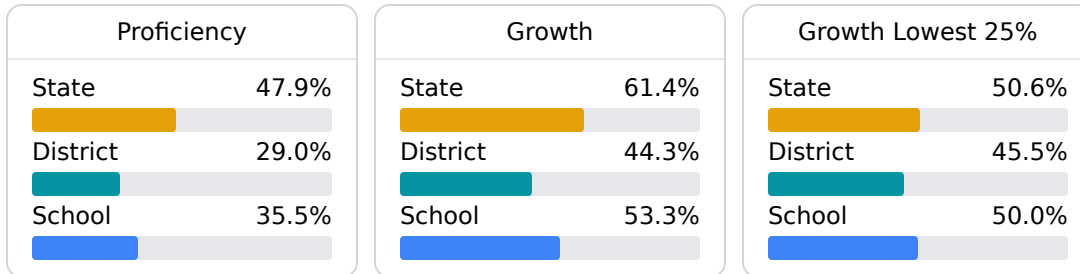 Proficiency
State 47.9%
District 29.0%
School 35.5%
Growth
State 61.4%
District 44.3%
School 53.3%
Growth Lowest 25%
State 50.6%
District 45.5%
School 50.0%